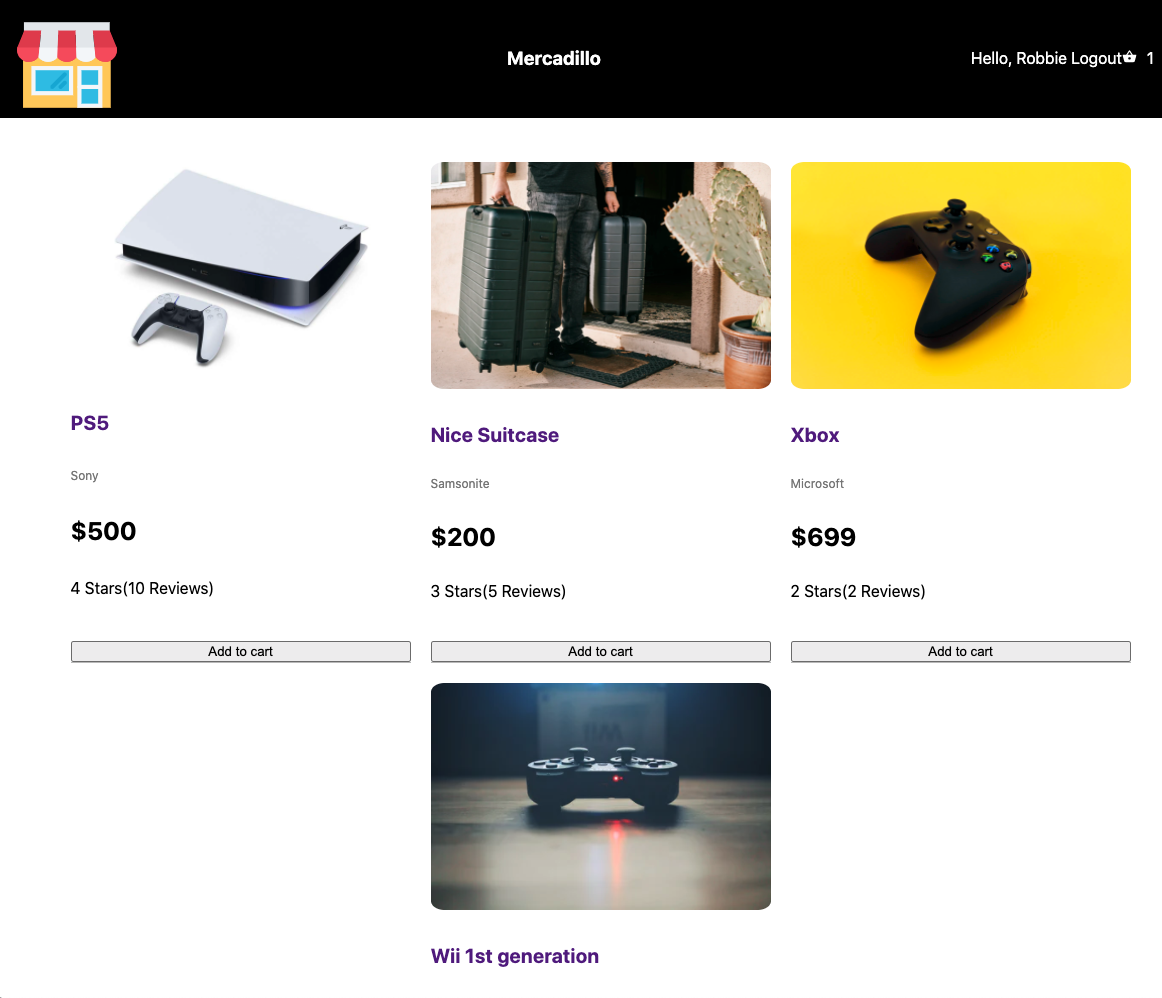 Mercadillo
Hello, Robbie Logout 1
PS5
Sony
$500
4 Stars(10 Reviews)
Add to cart
Nice Suitcase
Samsonite
$200
3 Stars(5 Reviews)
Add to cart
Xbox
Microsoft
$699
2 Stars(2 Reviews)
Add to cart
Wii
Wii 1st generation